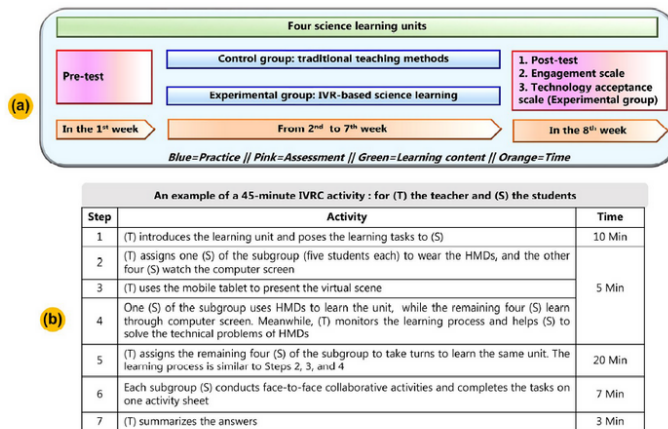 Four science learning units
Pre-test
Control group: traditional teaching methods
Experimental group: IVR-based science learning
1. Post-test
2. Engagement scale
3. Technology acceptance
scale (Experimental group)
(a)
In the 1st week
From 2nd to 7th week
In the 8th week
Blue=Practice || Pink=Assessment || Green=Learning content || Orange=Time
An example of a 45-minute IVRC activity : for (T) the teacher and (S) the students
Step Activity Time
1 (T) introduces the learning unit and poses the learning tasks to (S) 10 Min
2 (T) assigns one (S) of the subgroup (five students each) to wear the HMDs, and the other
four (S) watch the computer screen
3 (T) uses the mobile tablet to present the virtual scene
5 Min
(b)
4 One (S) of the subgroup uses HMDs to learn the unit, while the remaining four (S) learn
through computer screen. Meanwhile, (T) monitors the learning process and helps (S) to
solve the technical problems of HMDs
5 (T) assigns the remaining four (S) of the subgroup to take turns to learn the same unit. The
learning process is similar to Steps 2, 3, and 4
20 Min
6 Each subgroup (S) conducts face-to-face collaborative activities and completes the tasks on
one activity sheet
7 Min
7 (T) summarizes the answers 3 Min